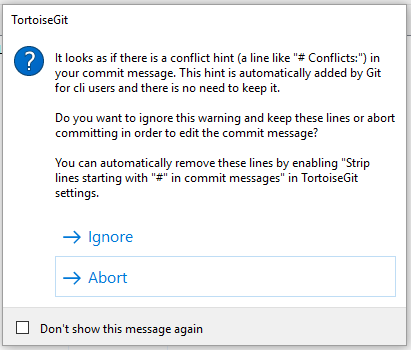 TortoiseGit
It looks as if there is a conflict hint (a line like "# Conflicts:") in
your commit message. This hint is automatically added by Git
for cli users and there is no need to keep it.
Do you want to ignore this warning and keep these lines or abort
committing in order to edit the commit message?
You can automatically remove these lines by enabling "Strip
lines starting with "#" in commit messages" in TortoiseGit
settings.
Ignore
Abort
Don't show this message again